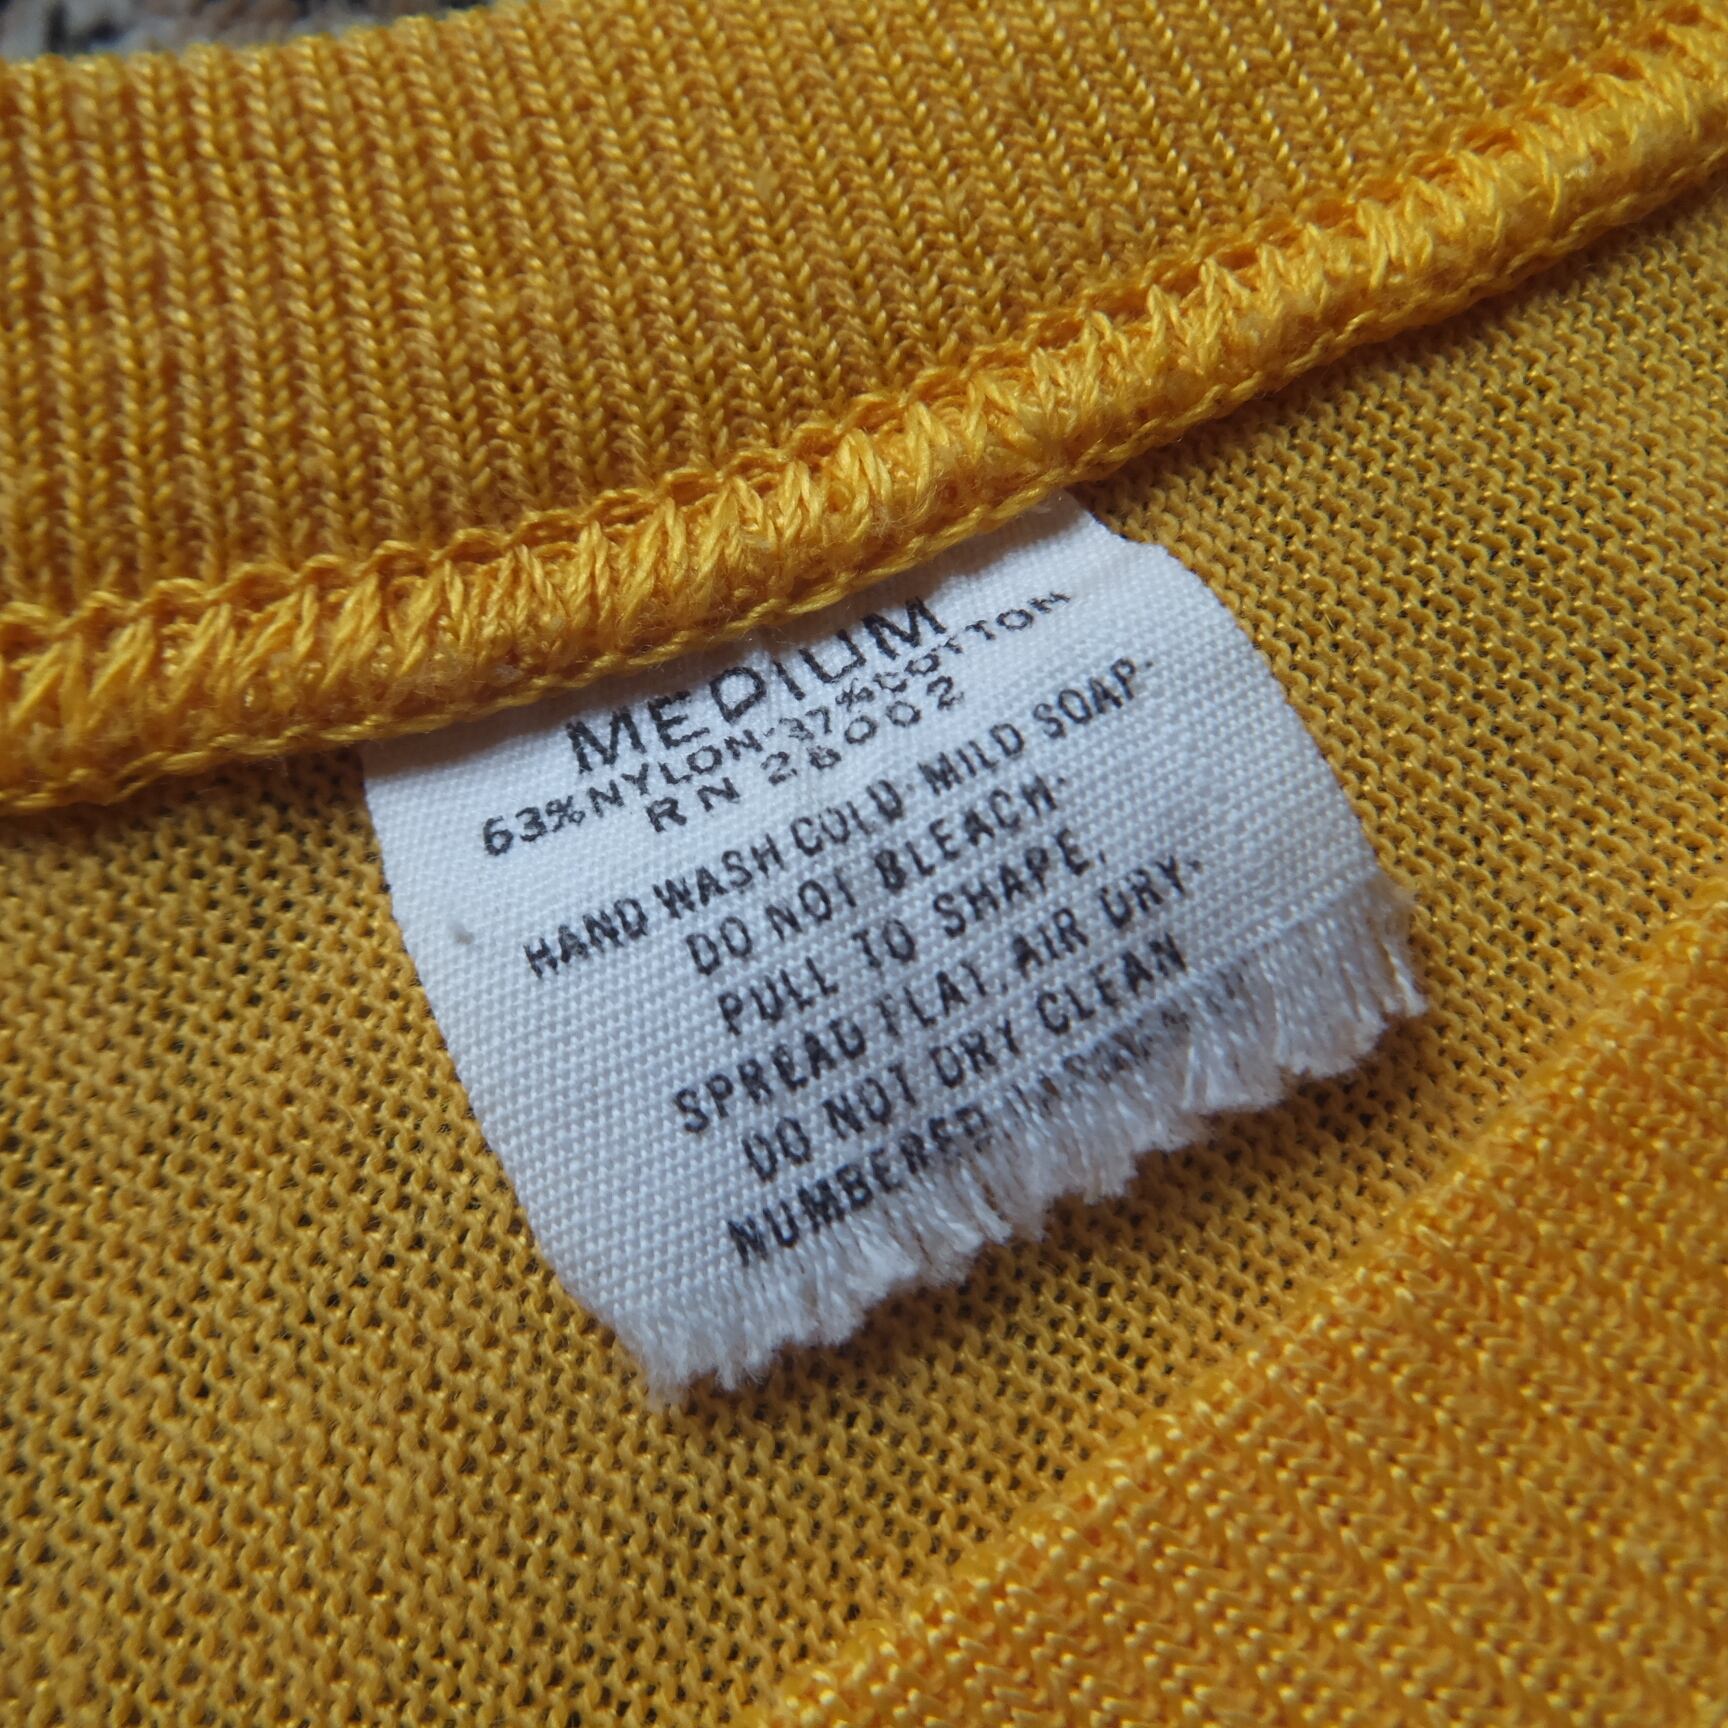 MEDIUM
63% NYLON-37% COTTON
RN 26002
HAND WASH COLD-MILD SOAP.
DO NOT BLEACH.
PULL TO SHAPE,
SPREAD FLAT, AIR DRY.
DO NOT DRY CLEAN
NUMBERED